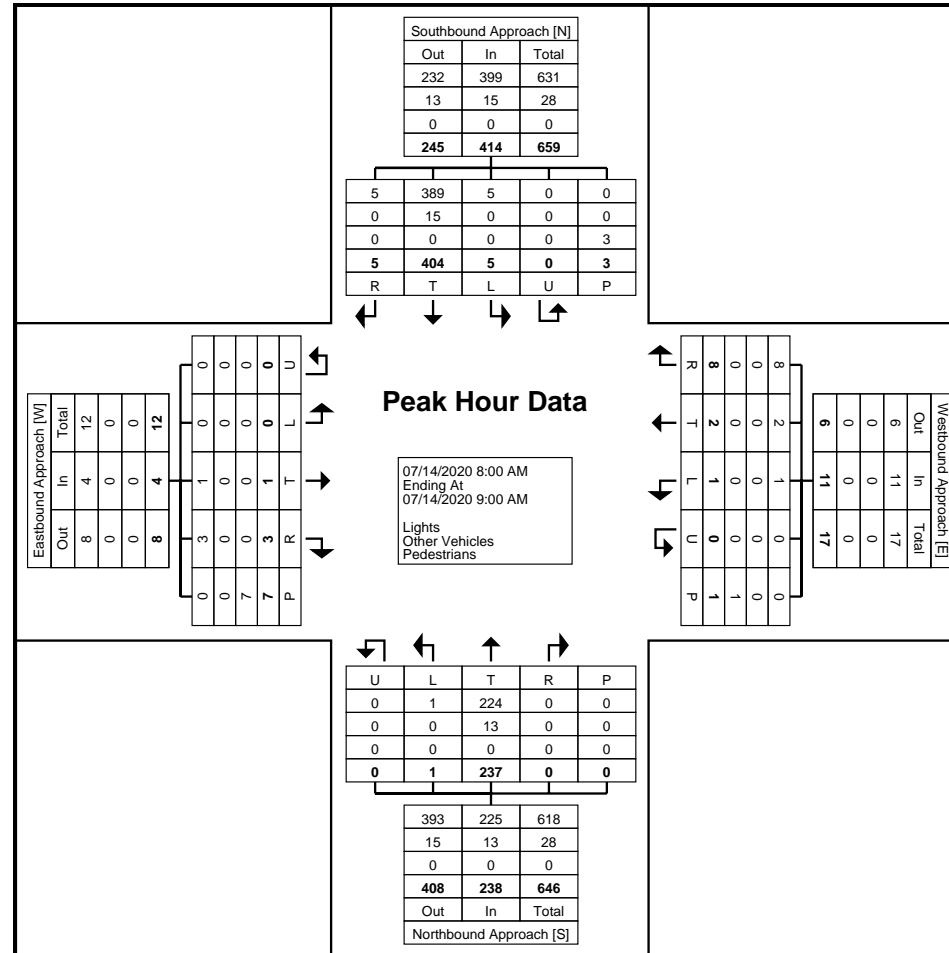 Southbound Approach [N]
Out In Total
232 399 631
13 15 28
0 0 0
245 414 659
5 389 5 0 0
0 15 0 0 0
0 0 0 0 3
5 404 5 0 3
R T L U P
Eastbound Approach [W]
Total In Out
12 4 8
0 0 0
0 0 0
12 4 8
0 0 1 3 0
0 0 0 0 0
0 0 0 0 7
0 0 1 3 7
U L T R P
Peak Hour Data
07/14/2020 8:00 AM
Ending At
07/14/2020 9:00 AM
Lights
Other Vehicles
Pedestrians
R T L U P
8 2 1 0 1
0 0 0 0 1
0 0 0 0 0
8 2 1 0 0
6 11 17
0 0 0
0 0 0
6 11 17
Out In Total
Westbound Approach [E]
U L T R P
0 1 224 0 0
0 0 13 0 0
0 0 0 0 0
0 1 237 0 0
393 225 618
15 13 28
0 0 0
408 238 646
Out In Total
Northbound Approach [S]